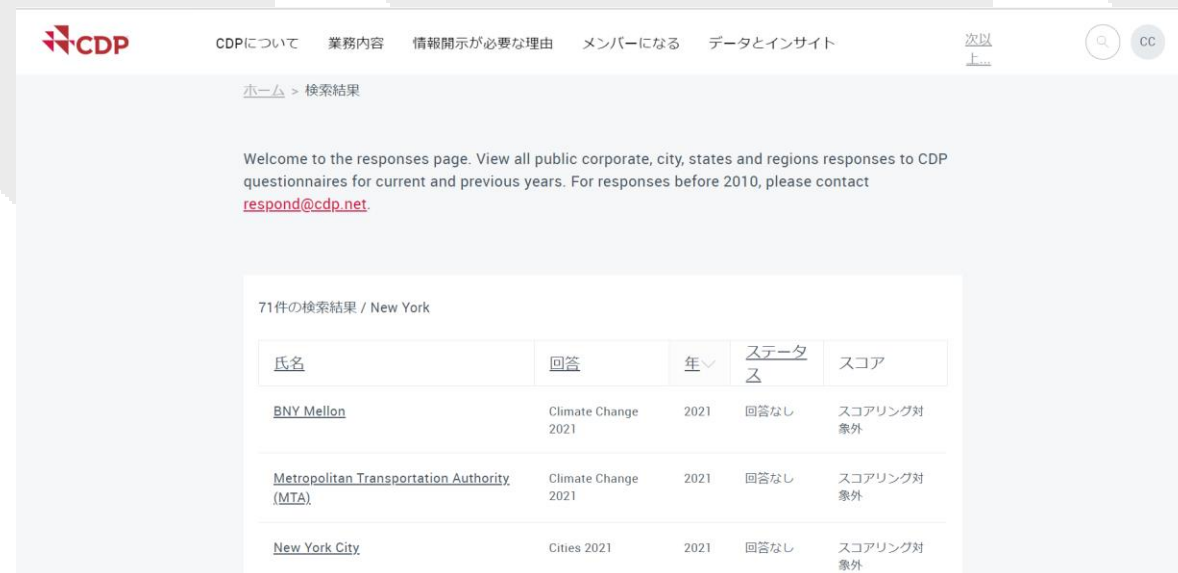 CDP
CDPについて 業務内容 情報開示が必要な理由 メンバーになる データとインサイト 次以上... CC
ホーム > 検索結果
Welcome to the responses page. View all public corporate, city, states and regions responses to CDP
questionnaires for current and previous years. For responses before 2010, please contact
respond@cdp.net.
71件の検索結果 / New York
氏名 回答 年 ステータス スコア
BNY Mellon Climate Change 2021 2021 回答なし スコアリング対象外
Metropolitan Transportation Authority (MTA) Climate Change 2021 2021 回答なし スコアリング対象外
New York City Cities 2021 2021 回答なし スコアリング対象外